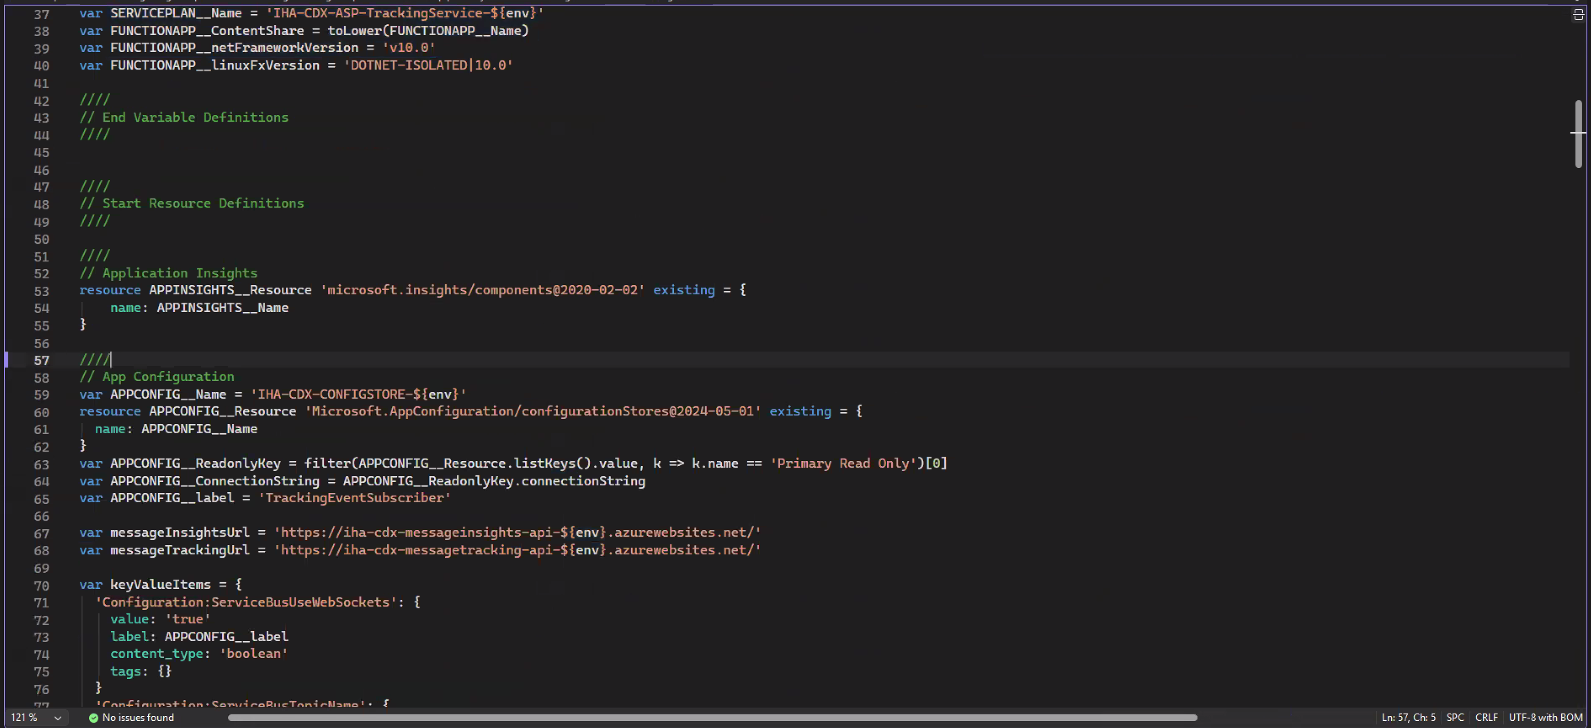 37 var SERVICEPLAN__Name = 'IHA-CDX-ASP-TrackingService-${env}'
38 var FUNCTIONAPP__ContentShare = toLower(FUNCTIONAPP__Name)
39 var FUNCTIONAPP__netFrameworkVersion = 'v10.0'
40 var FUNCTIONAPP__linuxFxVersion = 'DOTNET-ISOLATED|10.0'
41
42 ////
43 // End Variable Definitions
44 ////
45
46
47 ////
48 // Start Resource Definitions
49 ////
50
51 ////
52 // Application Insights
53 resource APPINSIGHTS__Resource 'microsoft.insights/components@2020-02-02' existing = {
54     name: APPINSIGHTS__Name
55 }
56
57 ////
58 // App Configuration
59 var APPCONFIG__Name = 'IHA-CDX-CONFIGSTORE-${env}'
60 resource APPCONFIG__Resource 'Microsoft.AppConfiguration/configurationStores@2024-05-01' existing = {
61   name: APPCONFIG__Name
62 }
63 var APPCONFIG__ReadonlyKey = filter(APPCONFIG__Resource.listKeys().value, k => k.name == 'Primary Read Only')[0]
64 var APPCONFIG__ConnectionString = APPCONFIG__ReadonlyKey.connectionString
65 var APPCONFIG__label = 'TrackingEventSubscriber'
66
67 var messageInsightsUrl = 'https://iha-cdx-messageinsights-api-${env}.azurewebsites.net/'
68 var messageTrackingUrl = 'https://iha-cdx-messagetracking-api-${env}.azurewebsites.net/'
69
70 var keyValueItems = {
71   'Configuration:ServiceBusUseWebSockets': {
72     value: 'true'
73     label: APPCONFIG__label
74     content_type: 'boolean'
75     tags: {}
76   }
77   'Configuration:ServiceBusTopicName': {
121 % No issues found Ln: 57, Ch: 5 SPC CRLF UTF-8 with BOM